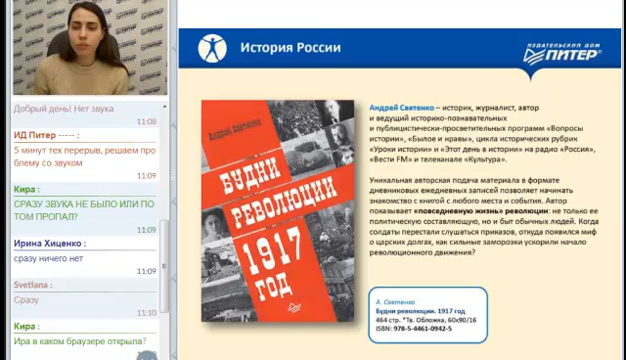 Добрый день! Нет звука
11:08
ИД Питер ----- :
5 минут тех перерыв, решаем про
блему со звуком
11:09
Кира :
СРАЗУ ЗВУКА НЕ БЫЛО ИЛИ ПО
ТОМ ПРОПАЛ?
11:09
Ирина Хиценко :
сразу ничего нет
11:09
Svetlana :
Сразу
11:10
Кира :
Ира в каком браузере открыла?
История России
ИЗДАТЕЛЬСКИЙ ДОМ
ПИТЕР
Андрей Светенко
БУДНИ
РЕВОЛЮЦИИ
1917
ГОД
ПИТЕР
Андрей Светенко – историк, журналист, автор
и ведущий историко-познавательных
и публицистически-просветительных программ «Вопросы
истории», «Былое и нравы», цикла исторических рубрик
«Уроки истории» и «Этот день в истории» на радио «Россия»,
«Вести FM» и телеканале «Культура».
Уникальная авторская подача материала в формате
дневниковых ежедневных записей позволяет начинать
знакомство с книгой с любого места и события. Автор
показывает «повседневную жизнь» революции: не только ее
политическую составляющую, но и быт обычных людей. Когда
солдаты перестали слушаться приказов, откуда появился миф
о царских долгах, как сильные заморозки ускорили начало
революционного движения?
А. Светенко
Будни революции. 1917 год
464 стр. *Тв. Обложка, 60x90/16
ISBN: 978-5-4461-0942-5